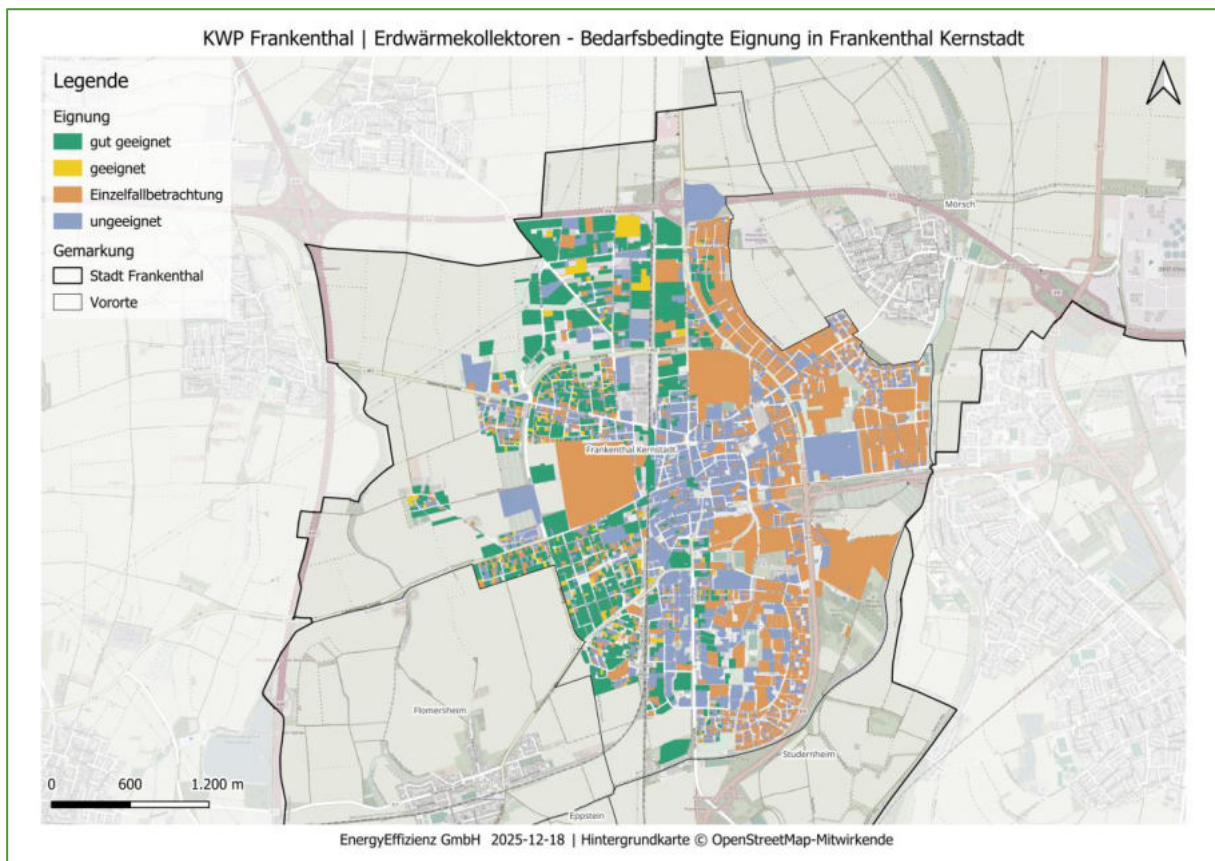 KWP Frankenthal | Erdwärmekollektoren - Bedarfsbedingte Eignung in Frankenthal Kernstadt
Legende
Eignung
gut geeignet
geeignet
Einzelfallbetrachtung
ungeeignet
Gemarkung
Stadt Frankenthal
Vororte
Mörsch
Frankenthal Kernstadt
Flomersheim
Studernheim
Eppstein
0 600 1.200 m
EnergyEffizienz GmbH 2025-12-18 | Hintergrundkarte © OpenStreetMap-Mitwirkende